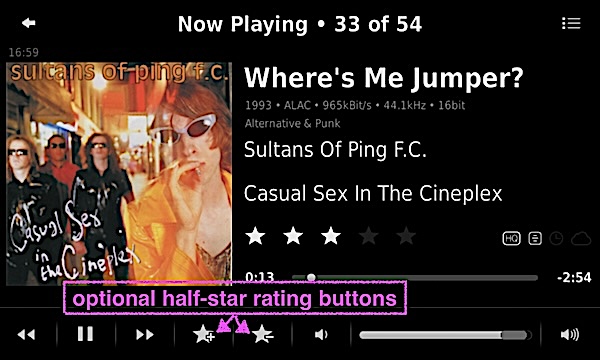 Now Playing • 33 of 54
16:59
sultans of ping f.c.
Casual Sex
in the Cineplex
Where's Me Jumper?
1993 • ALAC • 965kBit/s • 44.1kHz • 16bit
Alternative & Punk
Sultans Of Ping F.C.
Casual Sex In The Cineplex
HQ
0:13
-2:54
optional half-star rating buttons